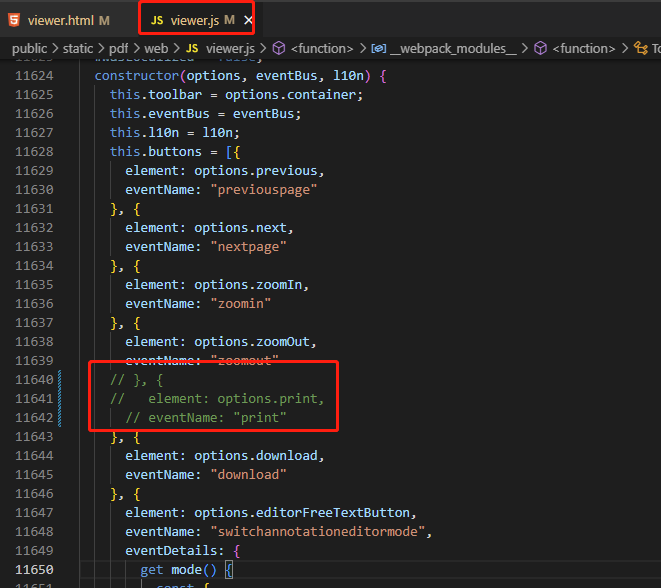 viewer.html M JS viewer.js M ×
public > static > pdf > web > JS viewer.js > <function> > __webpack_modules__ > <function> >
11624 constructor(options, eventBus, l10n) {
11625 this.toolbar = options.container;
11626 this.eventBus = eventBus;
11627 this.l10n = l10n;
11628 this.buttons = [{
11629 element: options.previous,
11630 eventName: "previouspage"
11631 }, {
11632 element: options.next,
11633 eventName: "nextpage"
11634 }, {
11635 element: options.zoomIn,
11636 eventName: "zoomin"
11637 }, {
11638 element: options.zoomOut,
11639 eventName: "zoomout"
11640 // }, {
11641 //   element: options.print,
11642 // eventName: "print"
11643 }, {
11644 element: options.download,
11645 eventName: "download"
11646 }, {
11647 element: options.editorFreeTextButton,
11648 eventName: "switchannotationeditormode",
11649 eventDetails: {
11650 get mode() {